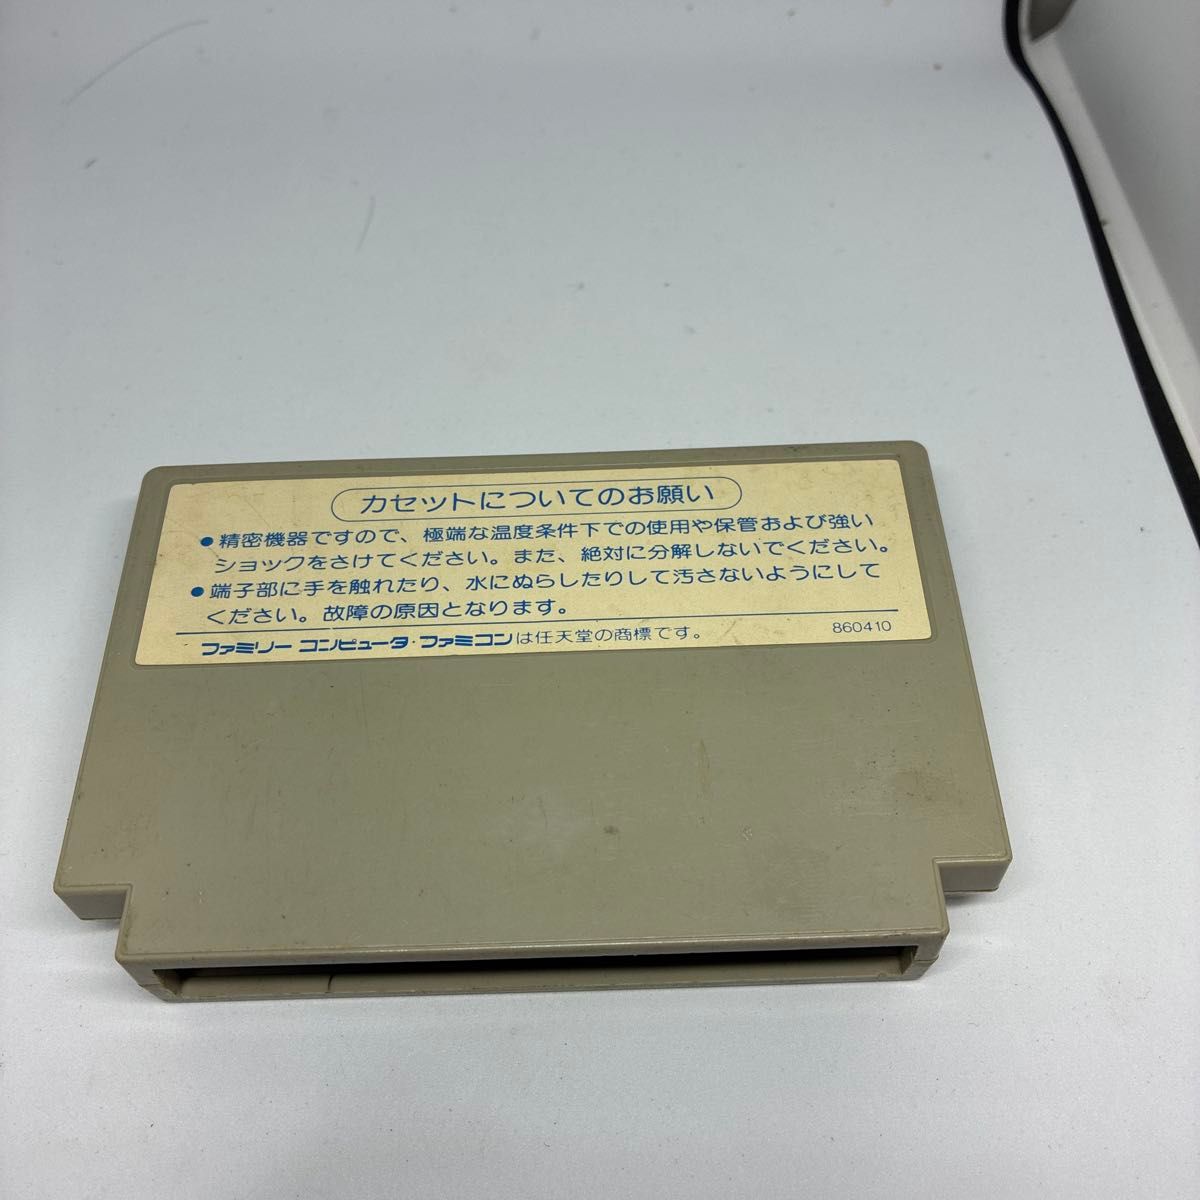 カセットについてのお願い
●精密機器ですので、極端な温度条件下での使用や保管および強い
ショックをさけてください。また、絶対に分解しないでください。
●端子部に手を触れたり、水にぬらしたりして汚さないようにして
ください。故障の原因となります。
ファミリー コンピュータ・ファミコンは任天堂の商標です。 860410